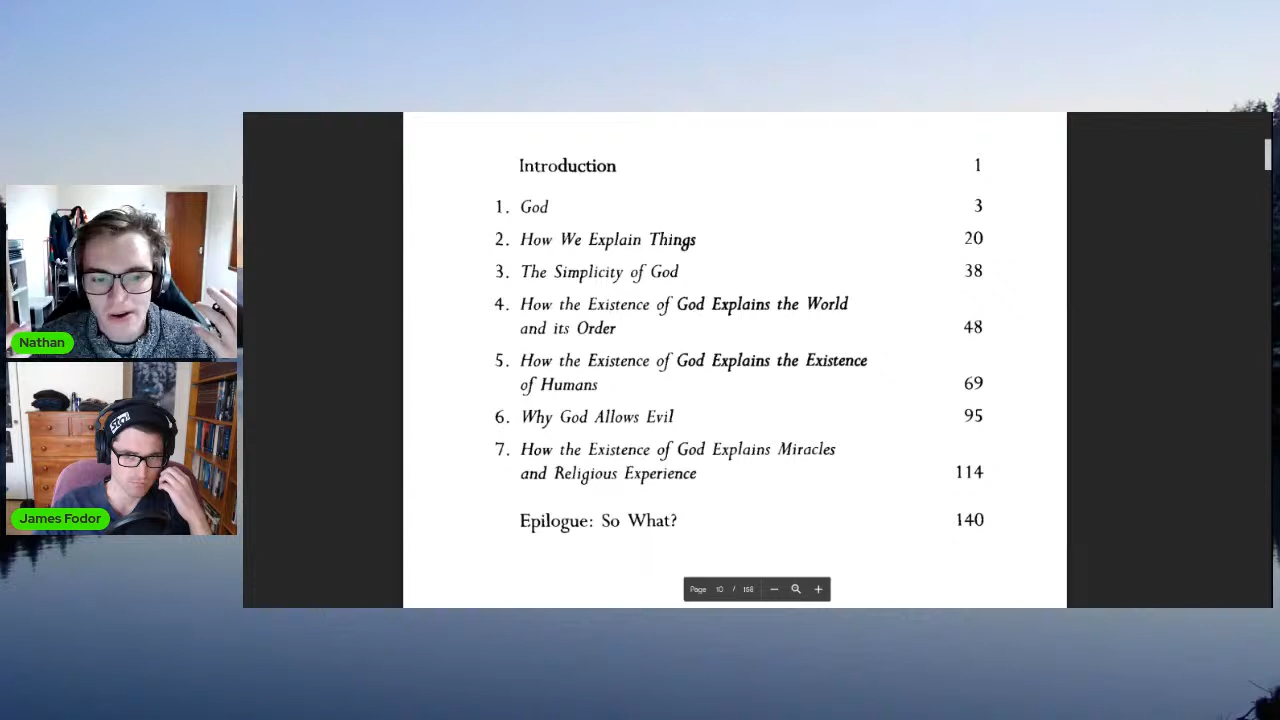 Introduction 1
1. God 3
2. How We Explain Things 20
3. The Simplicity of God 38
4. How the Existence of God Explains the World
and its Order 48
5. How the Existence of God Explains the Existence
of Humans 69
6. Why God Allows Evil 95
7. How the Existence of God Explains Miracles
and Religious Experience 114
Epilogue: So What? 140
Page 10 / 158
Nathan
James Fodor